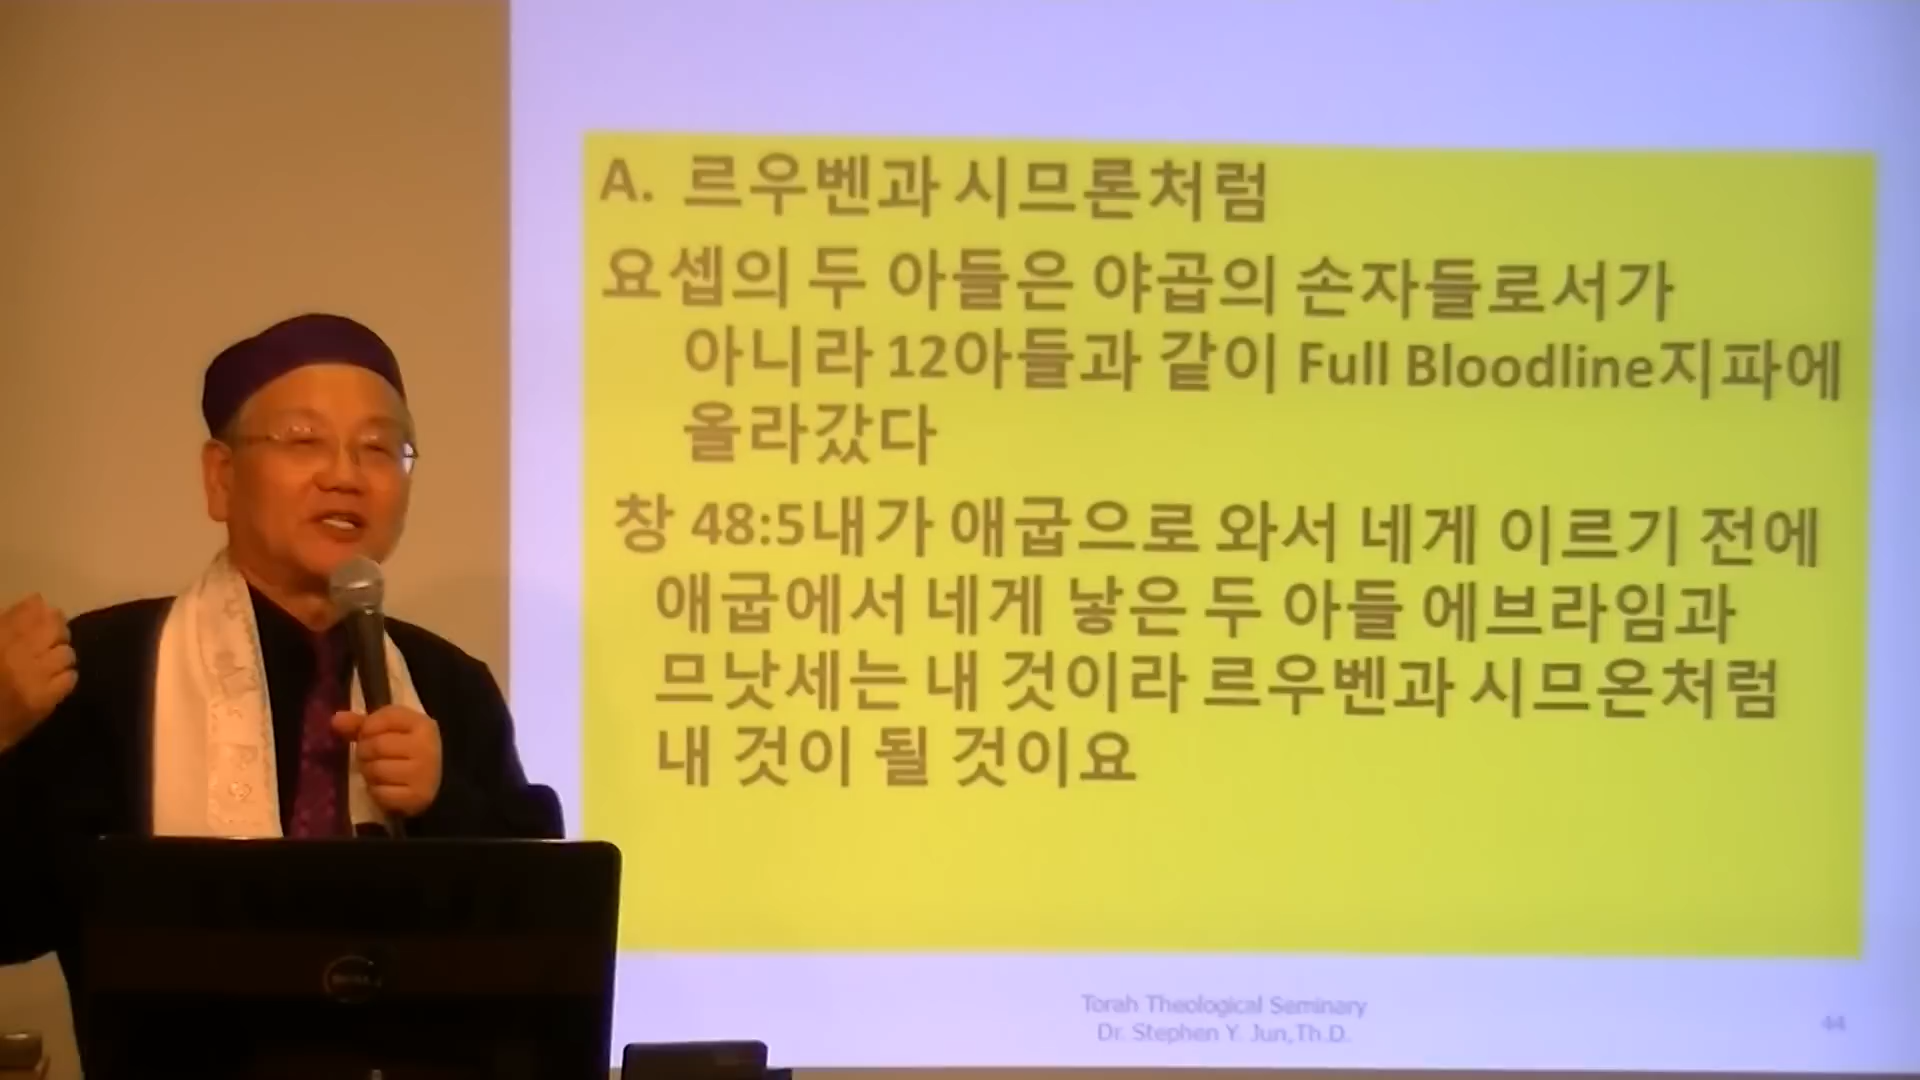 A. 르우벤과 시므론처럼
요셉의 두 아들은 야곱의 손자들로서가
아니라 12아들과 같이 Full Bloodline지파에
올라갔다
창 48:5내가 애굽으로 와서 네게 이르기 전에
애굽에서 네게 낳은 두 아들 에브라임과
므낫세는 내 것이라 르우벤과 시므온처럼
내 것이 될 것이요
Torah Theological Seminary
Dr. Stephen Y. Jun,Th.D.
44
DELL